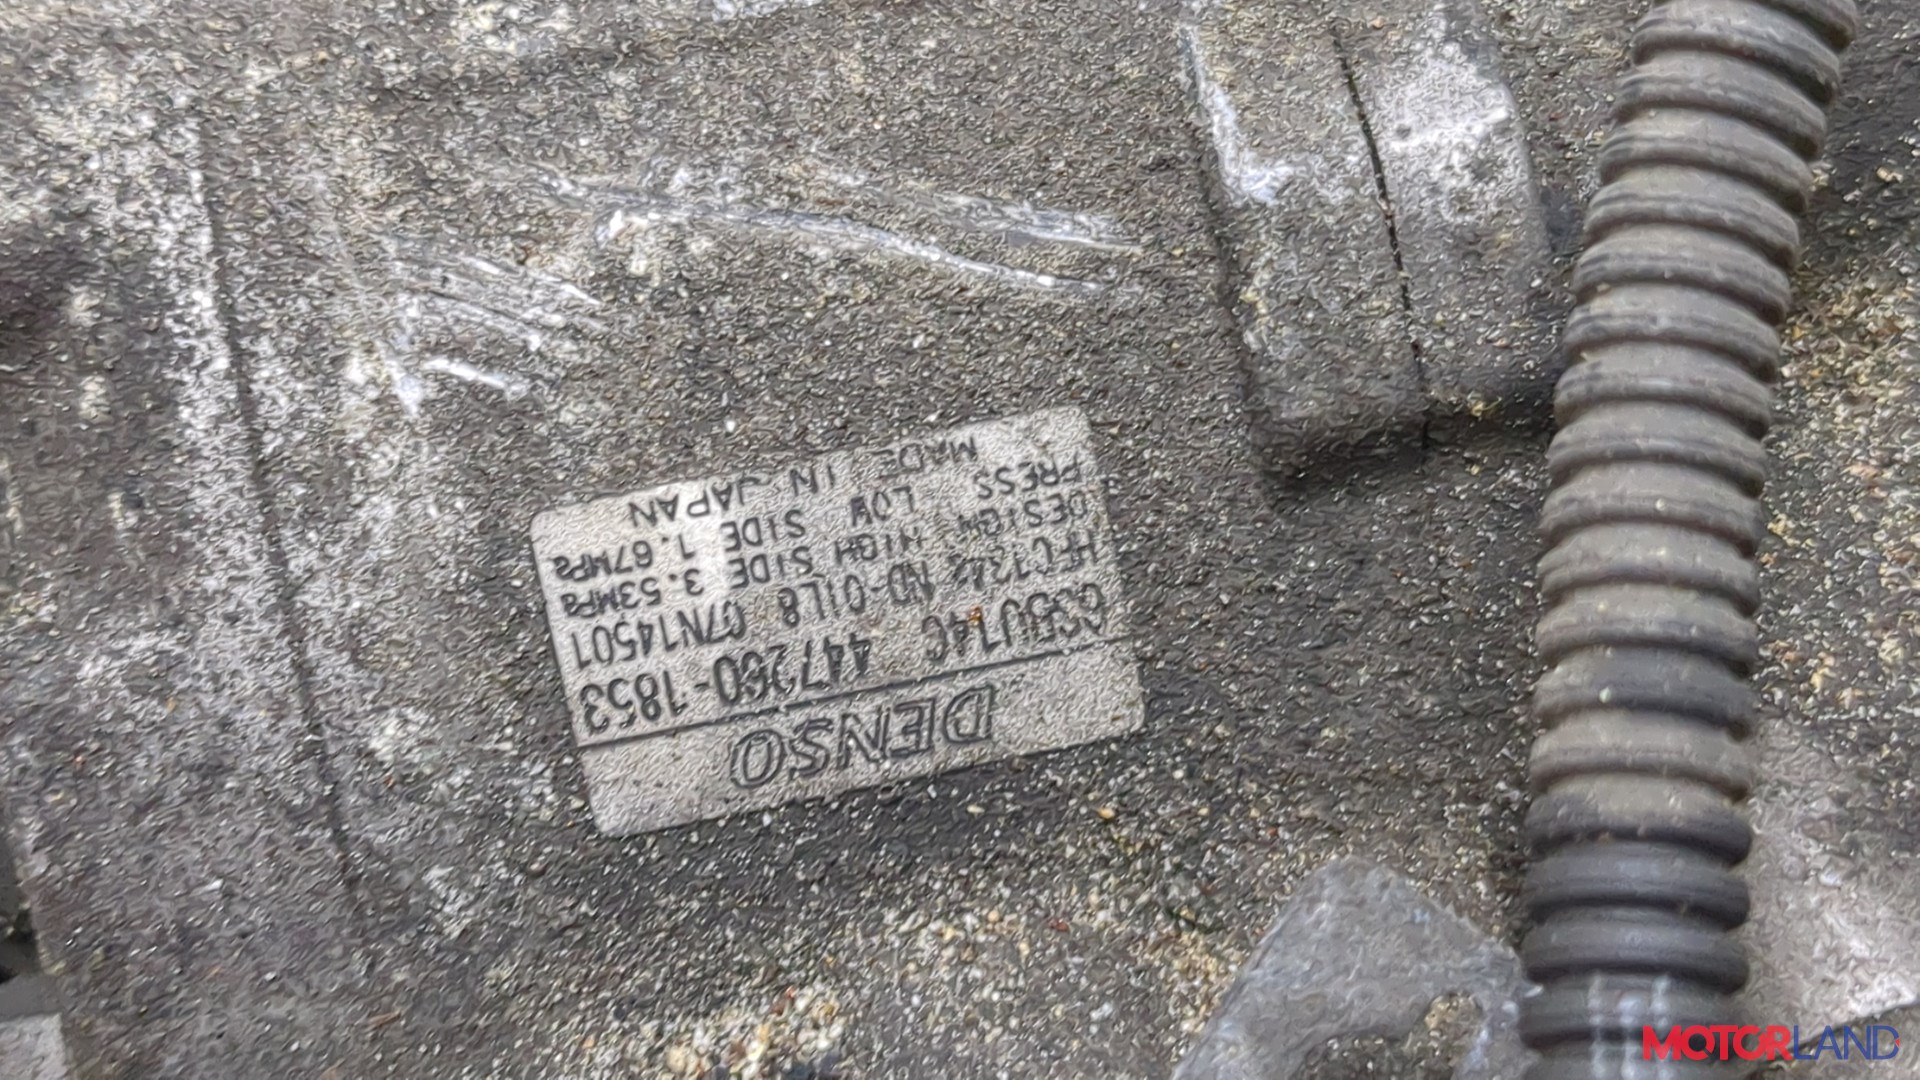 DENSO
6SBU14C 447260-1853
HFC134a ND-OIL8 07N14501
DESIGN HIGH SIDE 3.53MPa
PRESS LOW SIDE 1.67MPa
MADE IN JAPAN
MOTORLAND